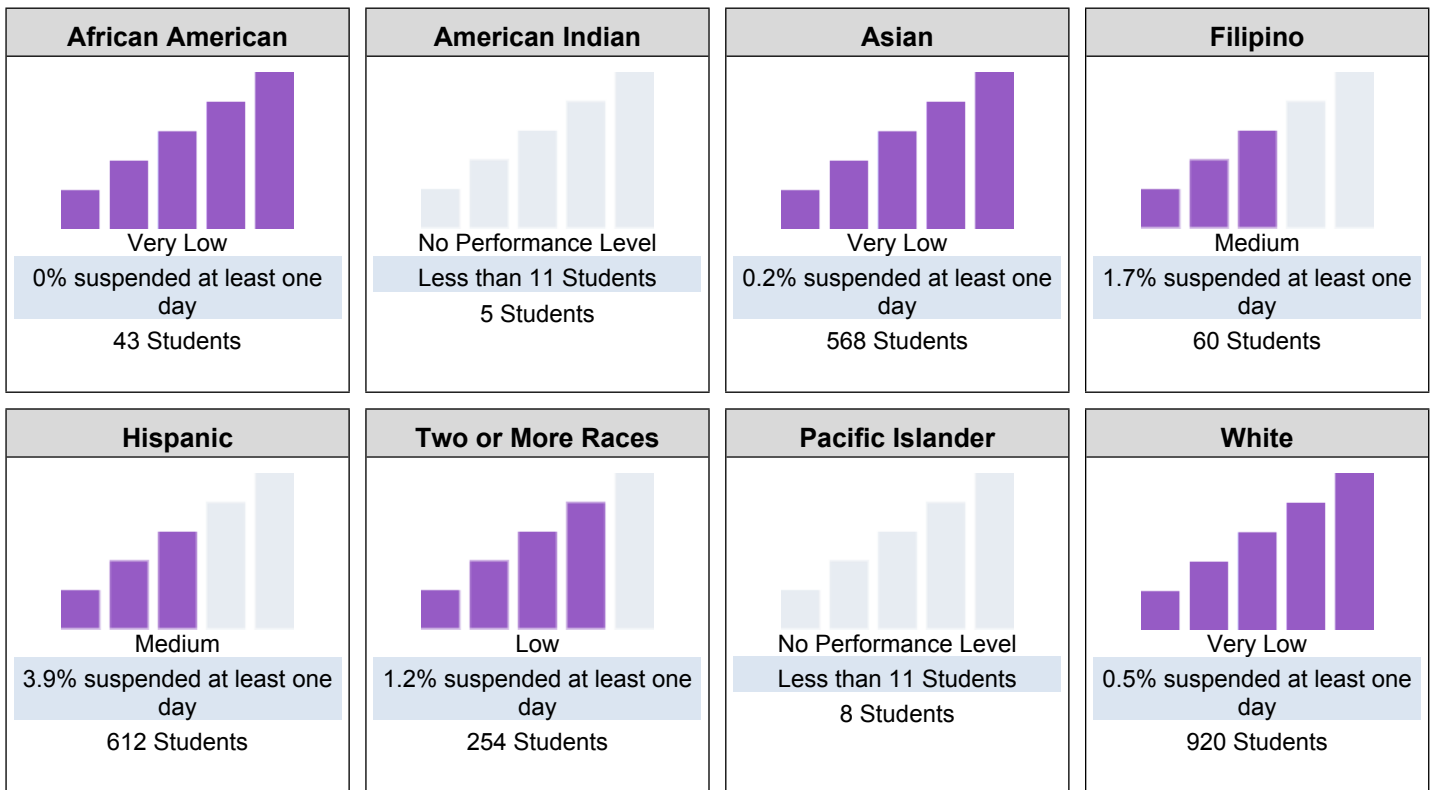 African American
Very Low
0% suspended at least one
day
43 Students
American Indian
No Performance Level
Less than 11 Students
5 Students
Asian
Very Low
0.2% suspended at least one
day
568 Students
Filipino
Medium
1.7% suspended at least one
day
60 Students
Hispanic
Medium
3.9% suspended at least one
day
612 Students
Two or More Races
Low
1.2% suspended at least one
day
254 Students
Pacific Islander
No Performance Level
Less than 11 Students
8 Students
White
Very Low
0.5% suspended at least one
day
920 Students